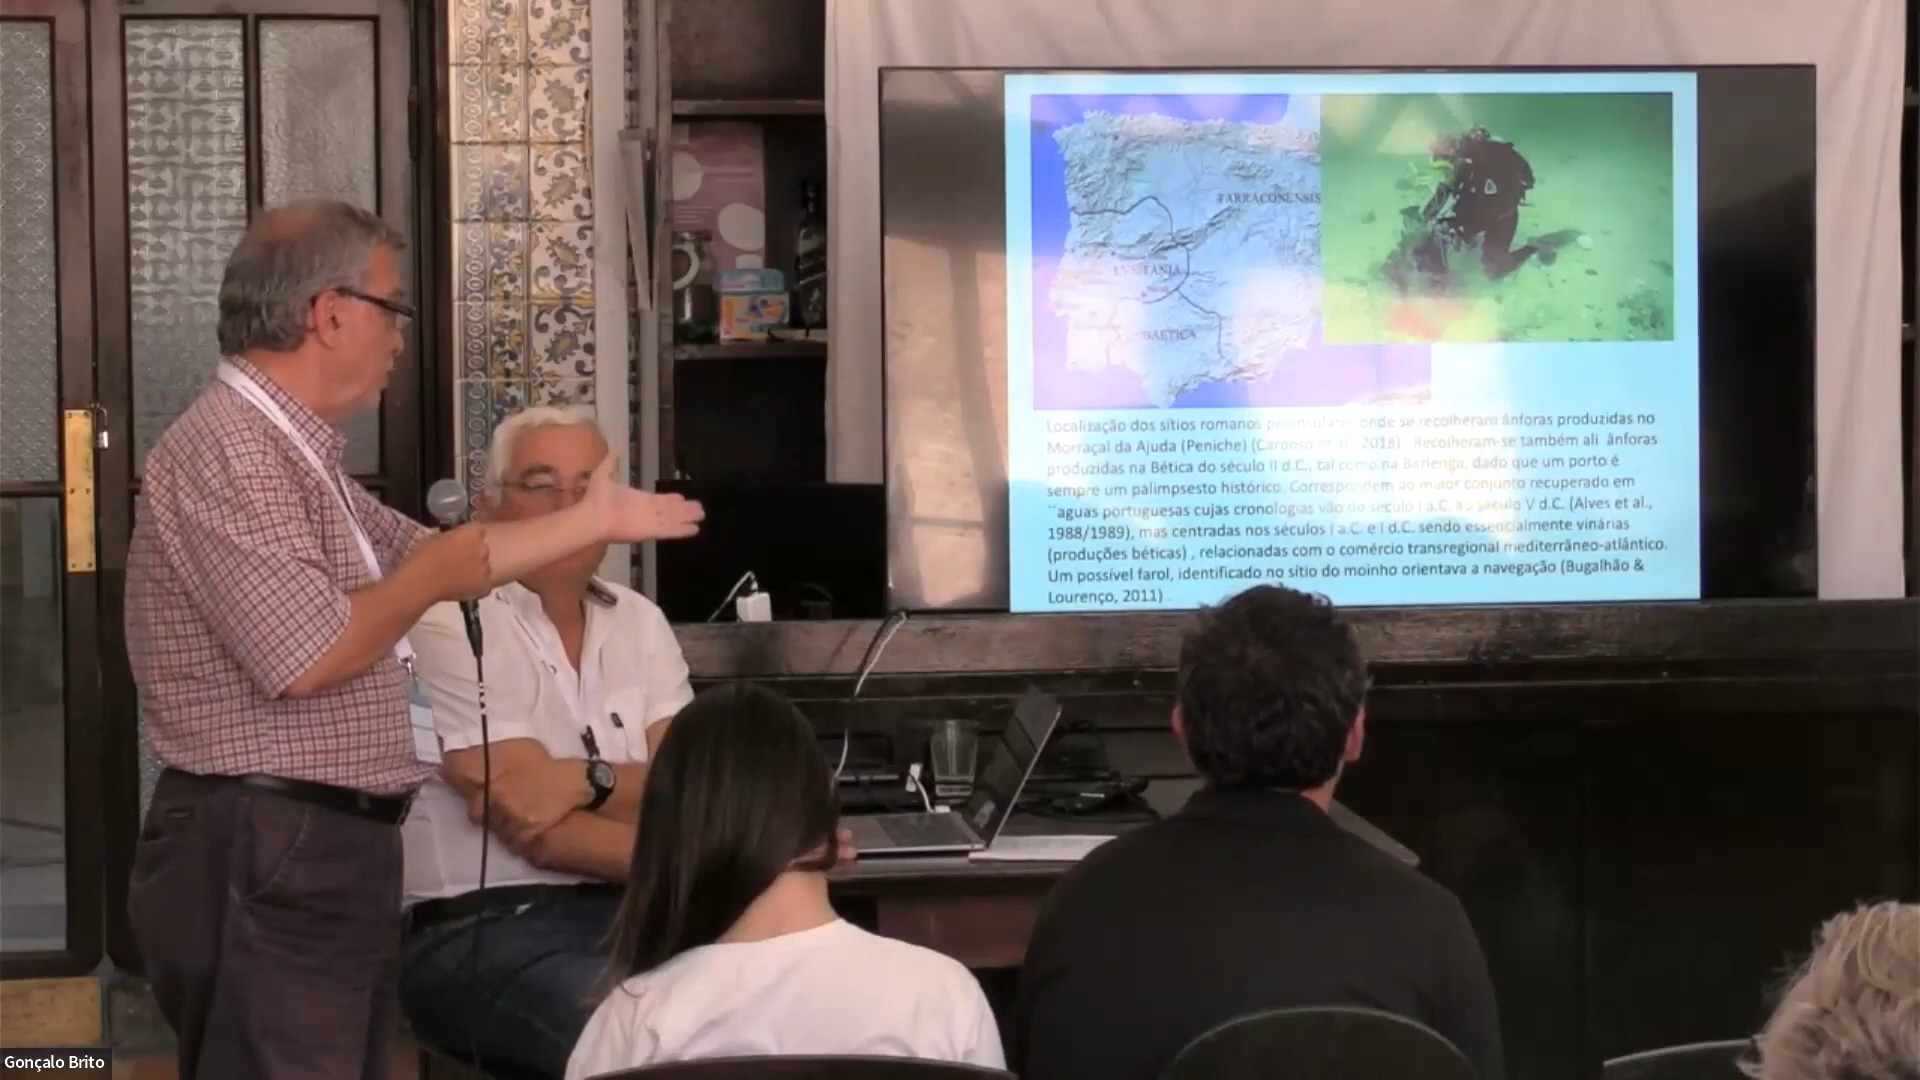 TARRACONENSIS
LVSITANIA
BAETICA
Localização dos sítios romanos peninsulares onde se recolheram ânforas produzidas no
Morraçal da Ajuda (Peniche) (Cardoso et al., 2018). Recolheram-se também ali ânforas
produzidas na Bética do século II d.C., tal como na Berlenga, dado que um porto é
sempre um palimpsesto histórico. Correspondem ao maior conjunto recuperado em
``aguas portuguesas cujas cronologias vão do século I a.C. ao século V d.C. (Alves et al.,
1988/1989), mas centradas nos séculos I a.C. e I d.C. sendo essencialmente vinárias
(produções béticas) , relacionadas com o comércio transregional mediterrâneo-atlântico.
Um possível farol, identificado no sítio do moinho orientava a navegação (Bugalhão &
Lourenço, 2011) .
Gonçalo Brito